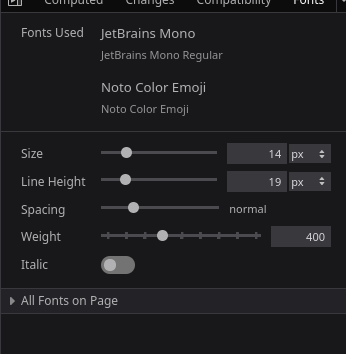 Computed Changes Compatibility Fonts
Fonts Used JetBrains Mono
JetBrains Mono Regular
Noto Color Emoji
Noto Color Emoji
Size 14 px
Line Height 19 px
Spacing normal
Weight 400
Italic
All Fonts on Page